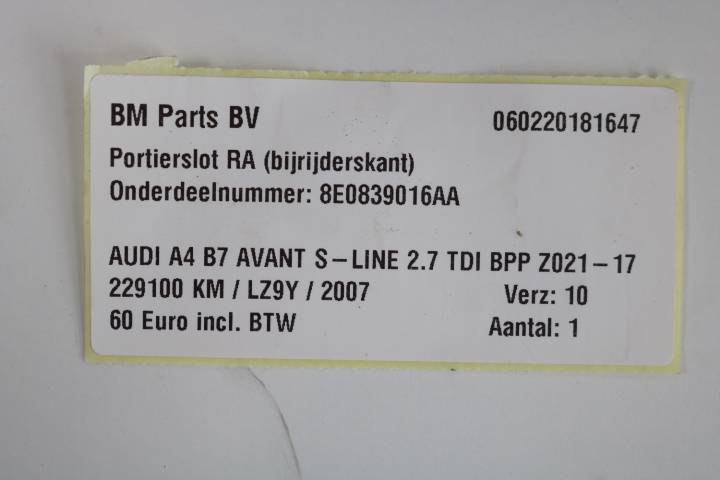 BM Parts BV 060220181647
Portierslot RA (bijrijderskant)
Onderdeelnummer: 8E0839016AA
AUDI A4 B7 AVANT S-LINE 2.7 TDI BPP Z021-17
229100 KM / LZ9Y / 2007 Verz: 10
60 Euro incl. BTW Aantal: 1